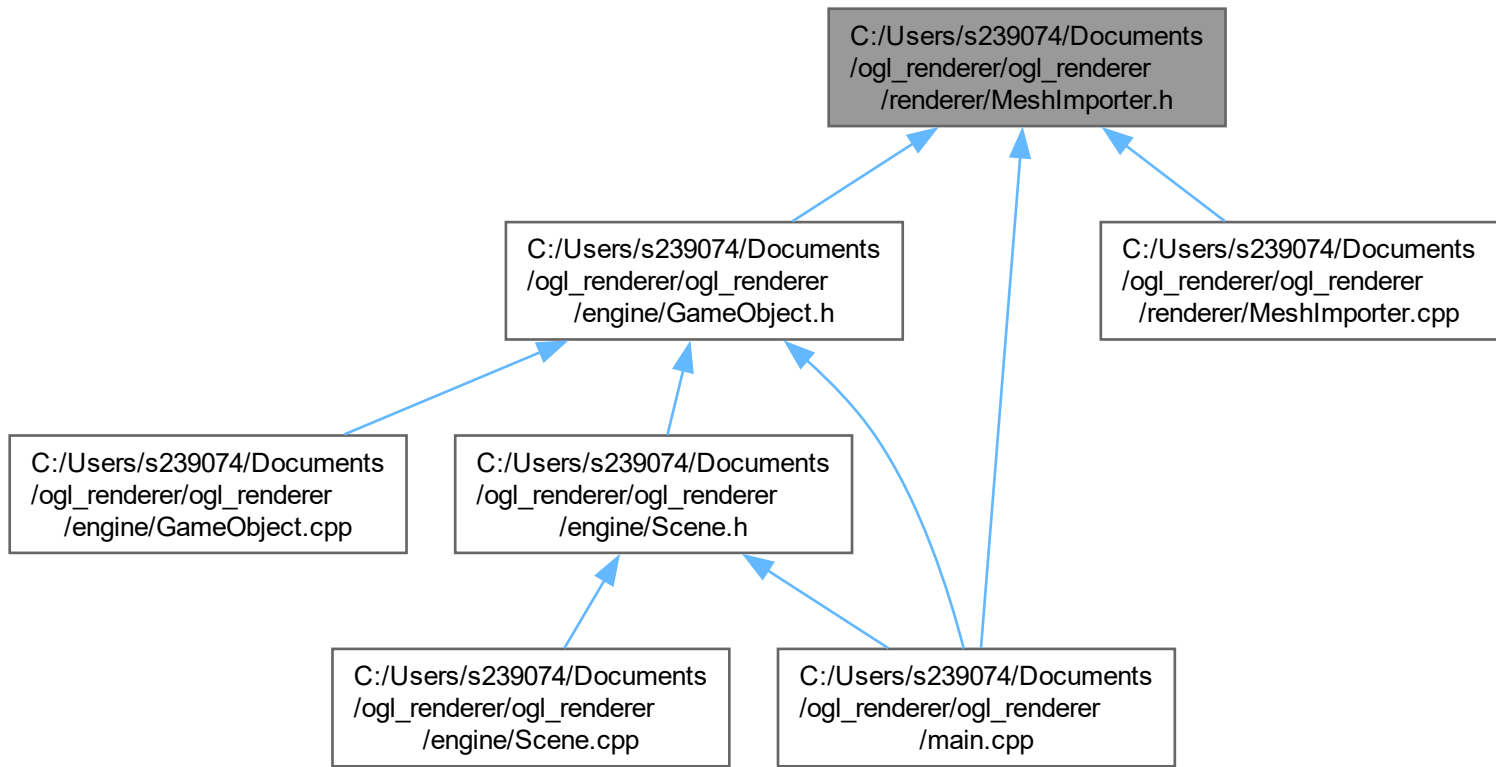 C:/Users/s239074/Documents
/ogl_renderer/ogl_renderer
/renderer/MeshImporter.h
C:/Users/s239074/Documents
/ogl_renderer/ogl_renderer
/engine/GameObject.h
C:/Users/s239074/Documents
/ogl_renderer/ogl_renderer
/renderer/MeshImporter.cpp
C:/Users/s239074/Documents
/ogl_renderer/ogl_renderer
/engine/GameObject.cpp
C:/Users/s239074/Documents
/ogl_renderer/ogl_renderer
/engine/Scene.h
C:/Users/s239074/Documents
/ogl_renderer/ogl_renderer
/engine/Scene.cpp
C:/Users/s239074/Documents
/ogl_renderer/ogl_renderer
/main.cpp